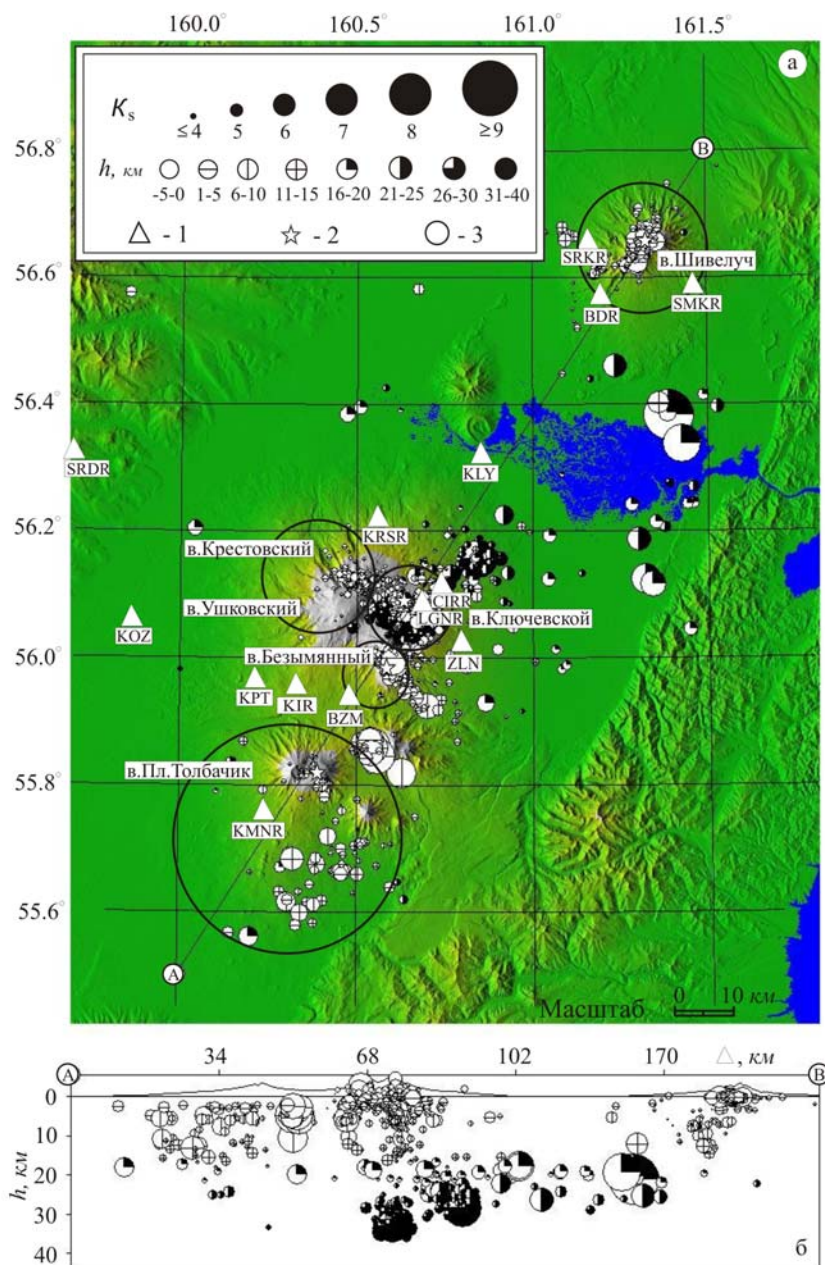 160.0° 160.5° 161.0° 161.5°
а
Ks
≤4 5 6 7 8 ≥9
h, км
-5-0 1-5 6-10 11-15 16-20 21-25 26-30 31-40
- 1 - 2 - 3
B
56.8°
SRKR
в.Шивелуч
56.6°
BDR
SMKR
56.4°
SRDR
KLY
56.2°
KRSR
в.Крестовский
в.Ушковский
CIRR
LGNR
в.Ключевской
KOZ
в.Безымянный
ZLN
56.0°
KPT
KIR
BZM
55.8°
в.Пл.Толбачик
KMNR
55.6°
A
Масштаб 0 10 км
A 34 68 102 170 △, км B
0
10
20
30
40
h, км
б